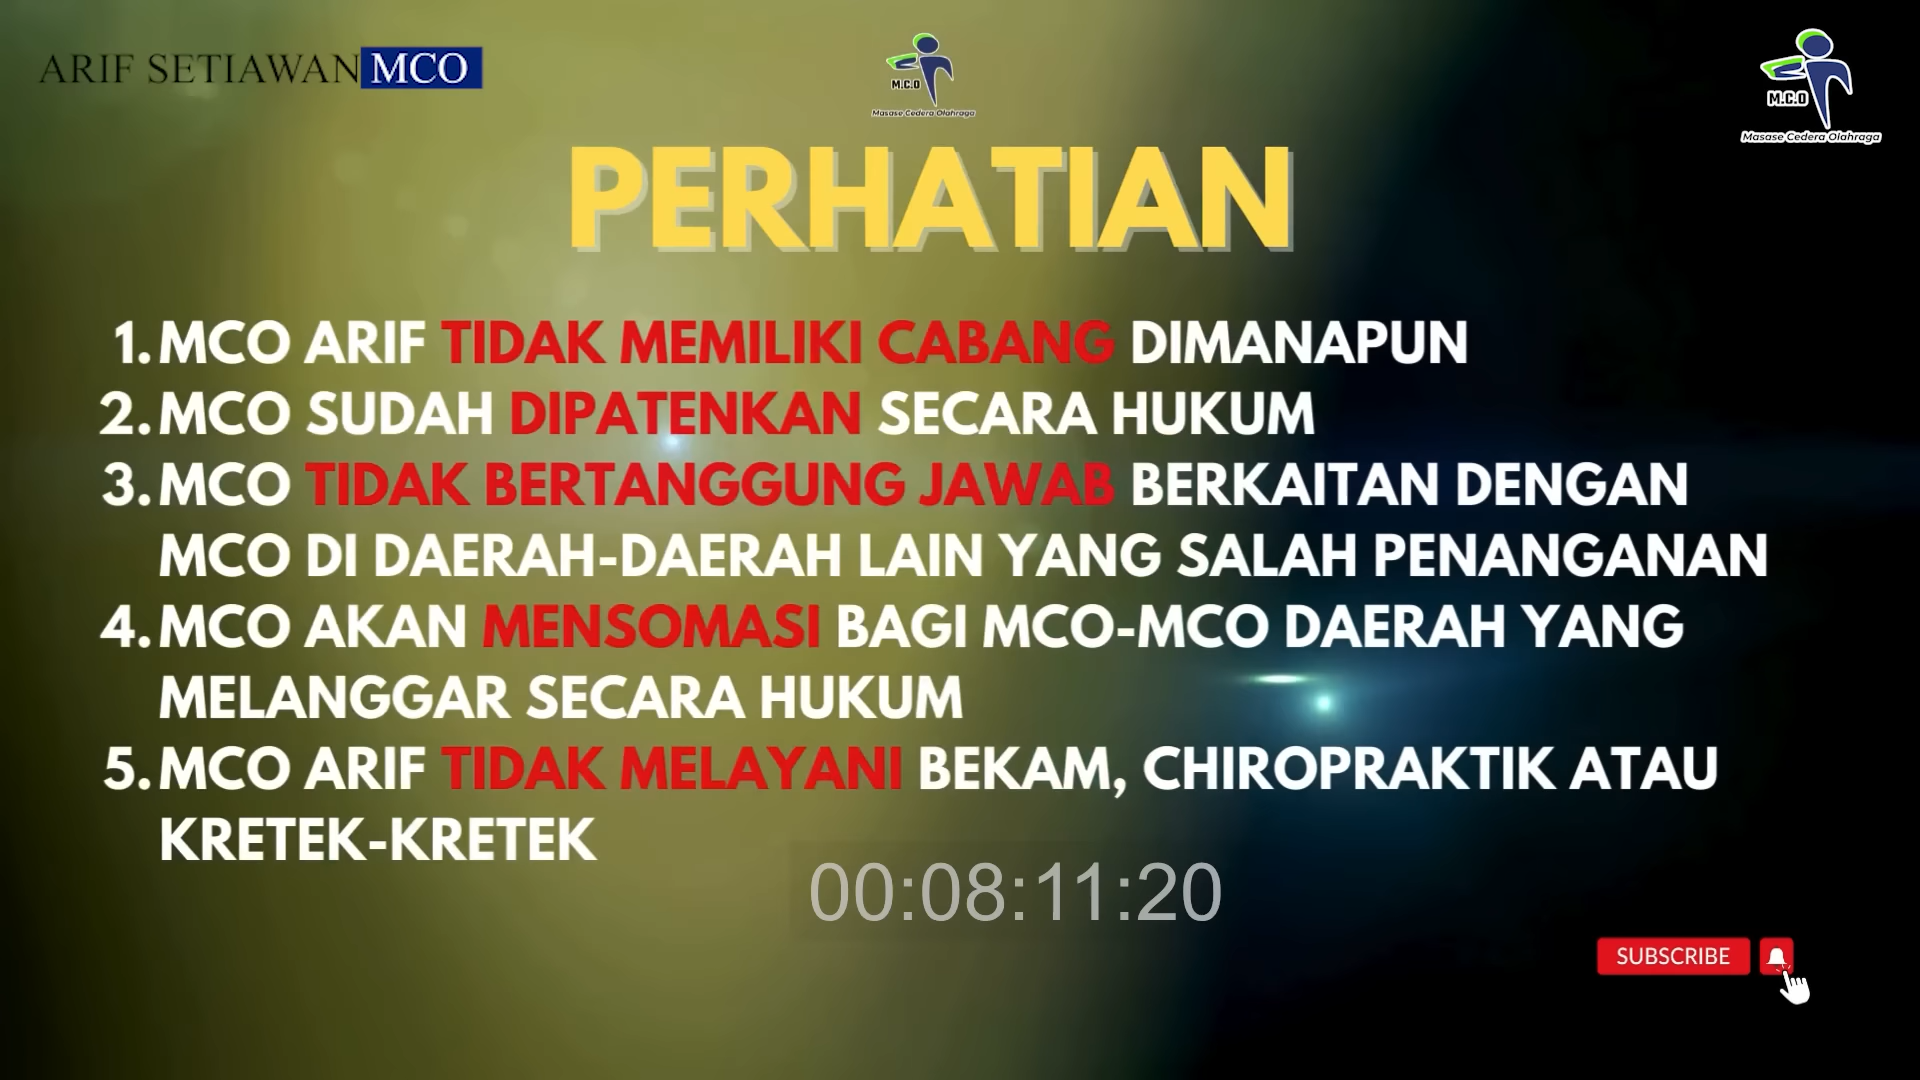 ARIF SETIAWAN MCO
M.C.O
Masase Cedera Olahraga
M.C.O
Masase Cedera Olahraga
PERHATIAN
1. MCO ARIF TIDAK MEMILIKI CABANG DIMANAPUN
2. MCO SUDAH DIPATENKAN SECARA HUKUM
3. MCO TIDAK BERTANGGUNG JAWAB BERKAITAN DENGAN
MCO DI DAERAH-DAERAH LAIN YANG SALAH PENANGANAN
4. MCO AKAN MENSOMASI BAGI MCO-MCO DAERAH YANG
MELANGGAR SECARA HUKUM
5. MCO ARIF TIDAK MELAYANI BEKAM, CHIROPRAKTIK ATAU
KRETEK-KRETEK
00:08:11:20
SUBSCRIBE